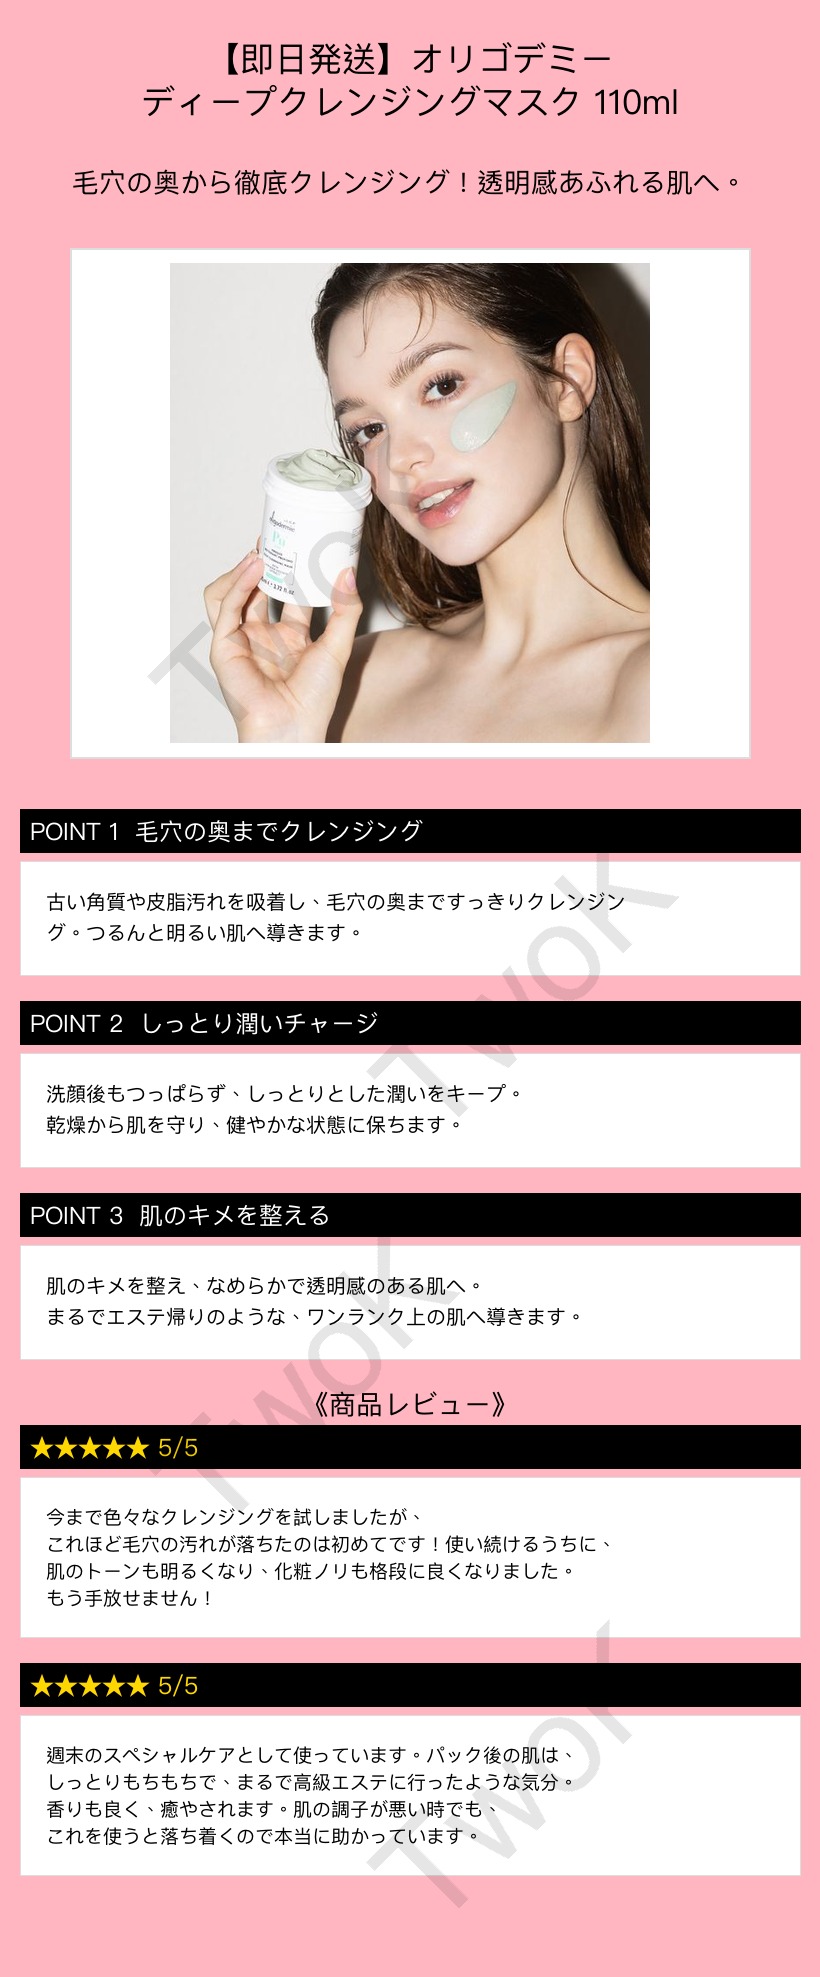 【即日発送】オリゴデミー
ディープクレンジングマスク 110ml
毛穴の奥から徹底クレンジング！透明感あふれる肌へ。
Pu
TwoK
POINT 1 毛穴の奥までクレンジング
古い角質や皮脂汚れを吸着し、毛穴の奥まですっきりクレンジン
グ。つるんと明るい肌へ導きます。
TwoK
POINT 2 しっとり潤いチャージ
洗顔後もつっぱらず、しっとりとした潤いをキープ。
乾燥から肌を守り、健やかな状態に保ちます。
POINT 3 肌のキメを整える
肌のキメを整え、なめらかで透明感のある肌へ。
まるでエステ帰りのような、ワンランク上の肌へ導きます。
TwoK
《商品レビュー》
★★★★★ 5/5
今まで色々なクレンジングを試しましたが、
これほど毛穴の汚れが落ちたのは初めてです！使い続けるうちに、
肌のトーンも明るくなり、化粧ノリも格段に良くなりました。
もう手放せません！
★★★★★ 5/5
週末のスペシャルケアとして使っています。パック後の肌は、
しっとりもちもちで、まるで高級エステに行ったような気分。
香りも良く、癒やされます。肌の調子が悪い時でも、
これを使うと落ち着くので本当に助かっています。
TwoK